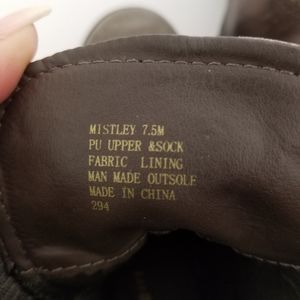 MISTLEY 7.5M
PU UPPER &SOCK
FABRIC LINING
MAN MADE OUTSOLE
MADE IN CHINA
294